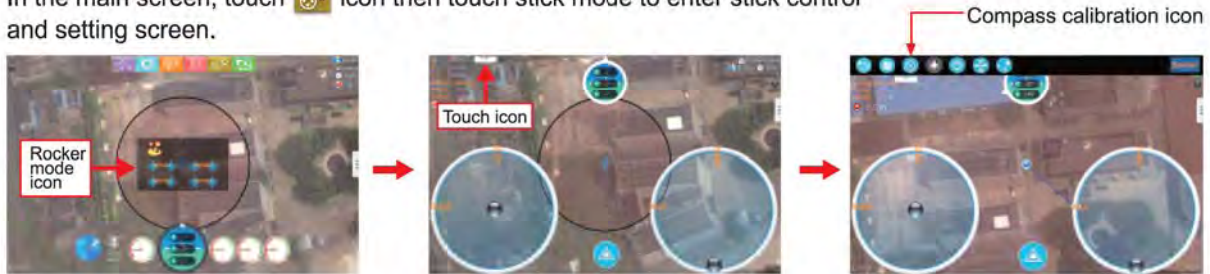 In the main screen, touch icon then touch stick mode to enter stick control
and setting screen.
Compass calibration icon
Rocker
mode
icon
Touch icon